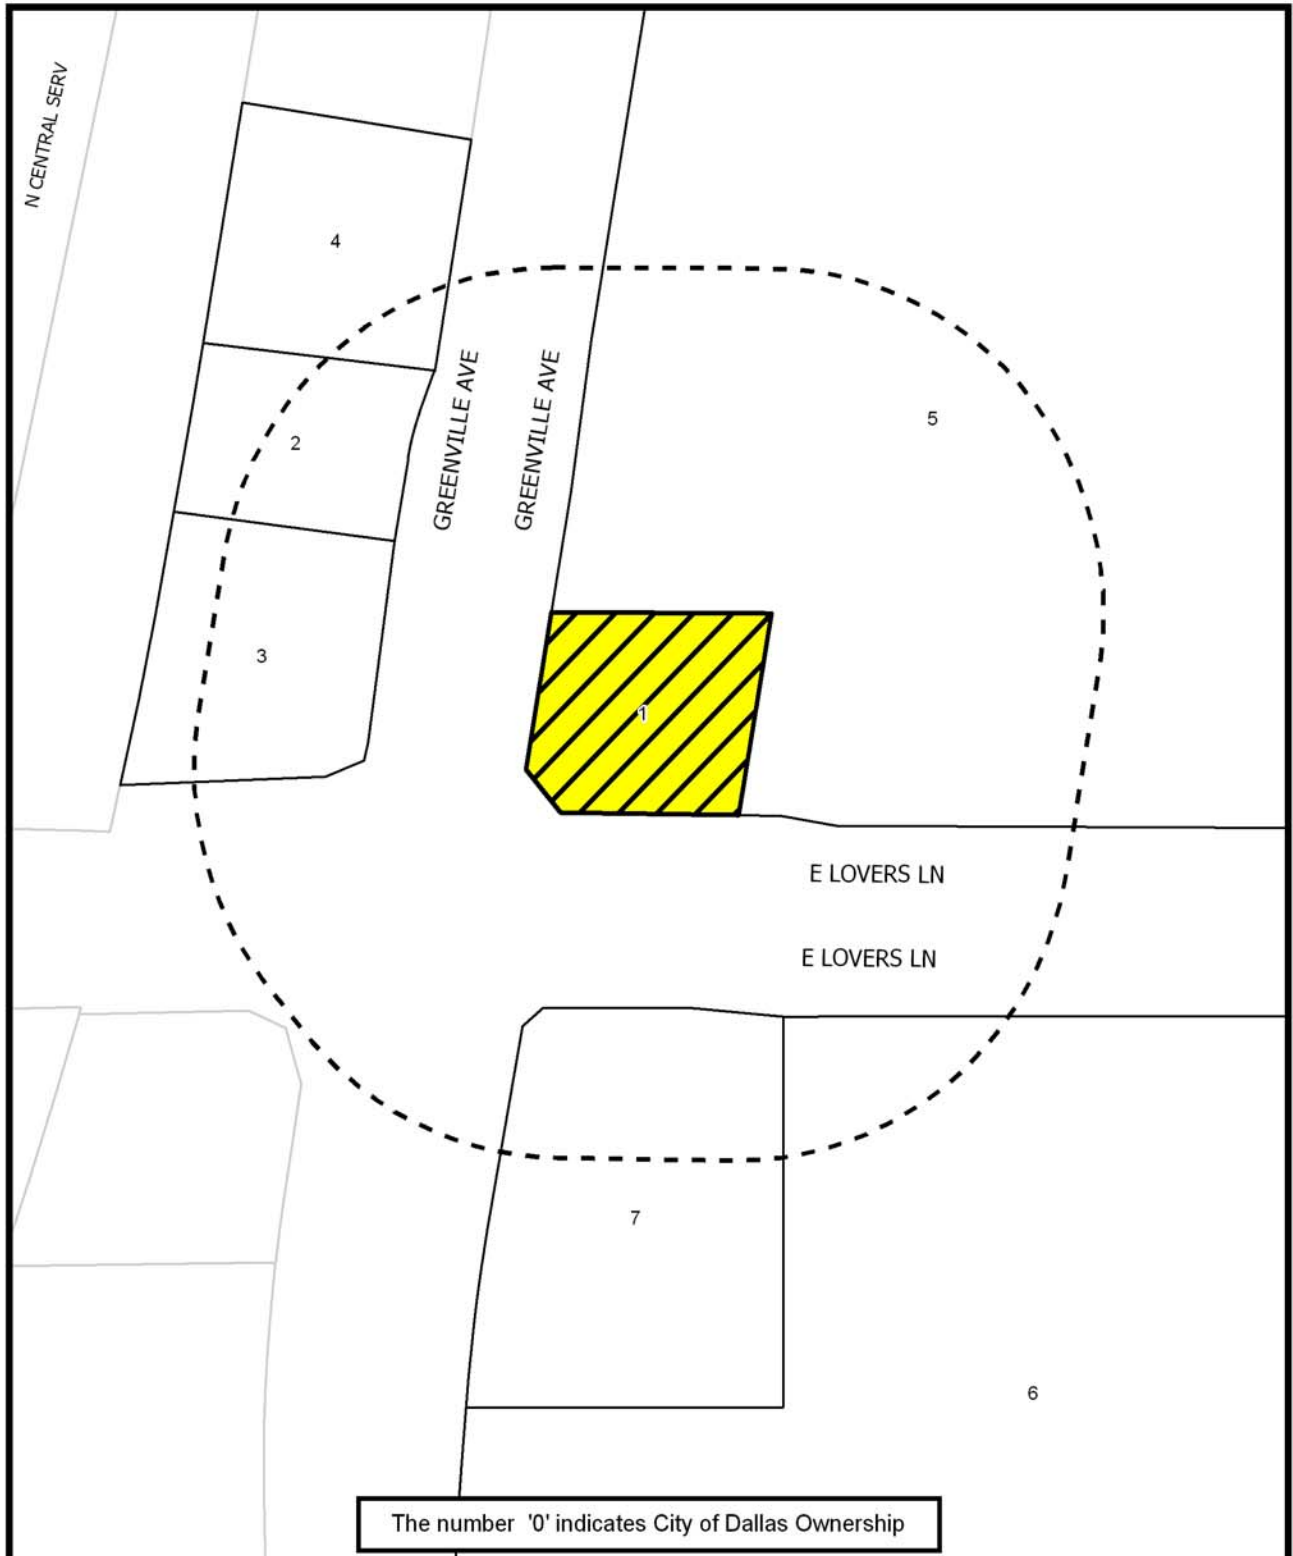 N CENTRAL SERV
4
GREENVILLE AVE
GREENVILLE AVE
5
2
3
1
E LOVERS LN
E LOVERS LN
7
6
The number '0' indicates City of Dallas Ownership